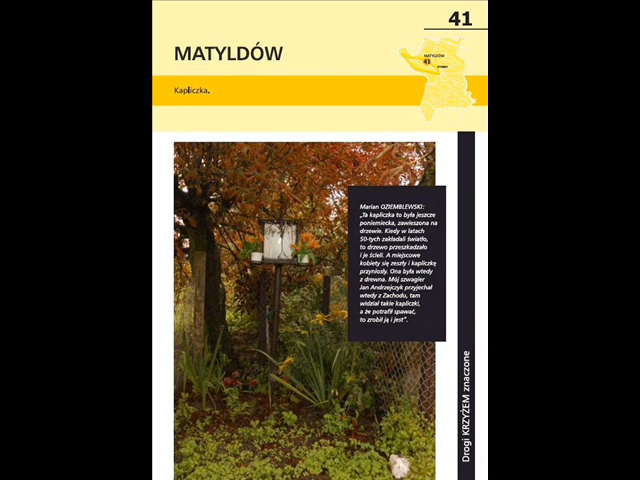 41
MATYLDÓW
MATYLDÓW
41
Kapliczka.
Marian OZIEMBLEWSKI:
„Ta kapliczka to była jeszcze
poniemiecka, zawieszona na
drzewie. Kiedy w latach
50-tych zakładali światło,
to drzewo przeszkadzało
i je ścieli. A miejscowe
kobiety się zeszły i kapliczkę
przyniosły. Ona była wtedy
z drewna. Mój szwagier
Jan Andrzejczyk przyjechał
wtedy z Zachodu, tam
widział takie kapliczki,
a że potrafił spawać,
to zrobił ją i jest”.
Drogi KRZYŻEM znaczone